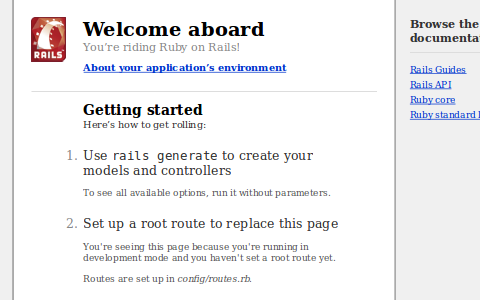 RAILS
Welcome aboard
You're riding Ruby on Rails!
About your application's environment
Getting started
Here's how to get rolling:
1. Use rails generate to create your
models and controllers
To see all available options, run it without parameters.
2. Set up a root route to replace this page
You're seeing this page because you're running in
development mode and you haven't set a root route yet.
Routes are set up in config/routes.rb.
Browse the
Rails Guides
Rails API
Ruby core
Ruby standard